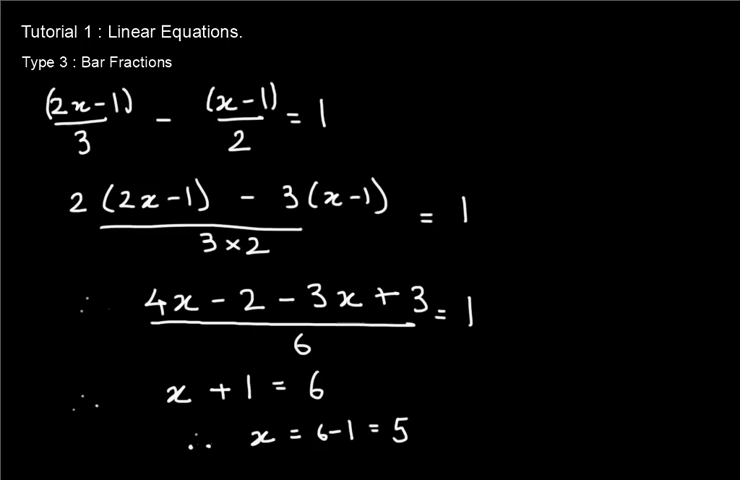 Tutorial 1 : Linear Equations.
Type 3 : Bar Fractions
(2x-1)/3 - (x-1)/2 = 1
2(2x-1) - 3(x-1)/3×2 = 1
∴ 4x-2-3x+3/6 = 1
∴ x+1=6
∴ x=6-1=5